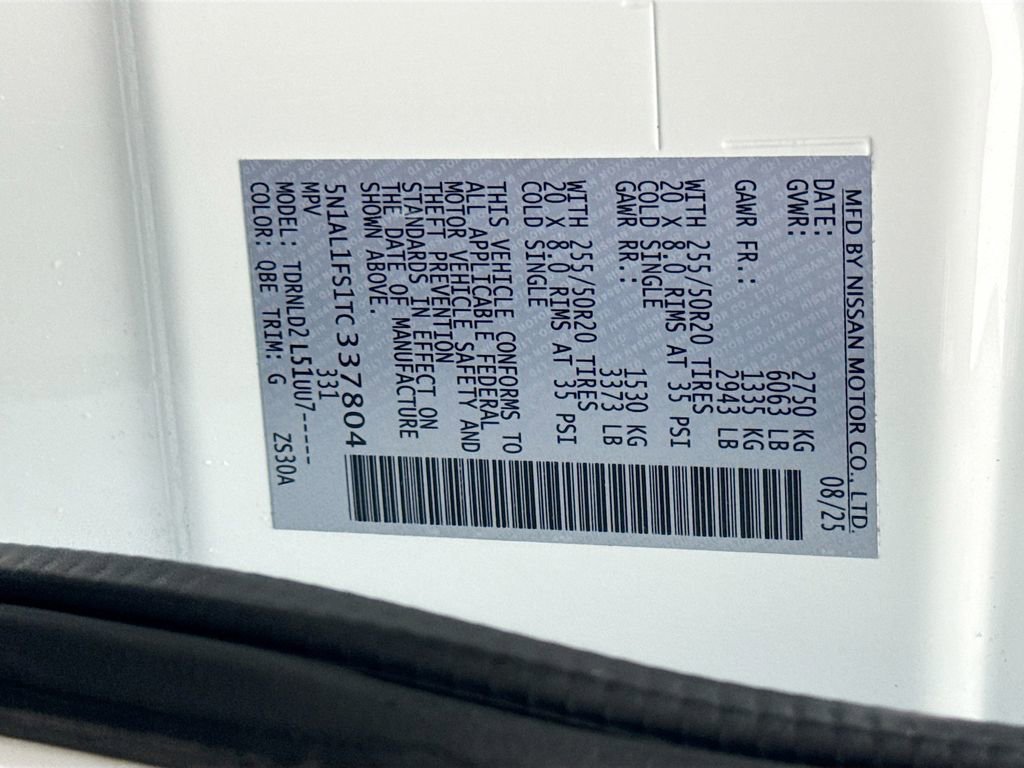 MFD BY NISSAN MOTOR CO., LTD.
DATE: 08/25
GVWR: 2750 KG
6063 LB
GAWR FR.: 1335 KG
2943 LB
WITH 255/50R20 TIRES
20 X 8.0 RIMS AT 35 PSI
COLD SINGLE
GAWR RR.: 1530 KG
3373 LB
WITH 255/50R20 TIRES
20 X 8.0 RIMS AT 35 PSI
COLD SINGLE
THIS VEHICLE CONFORMS TO
ALL APPLICABLE FEDERAL
MOTOR VEHICLE SAFETY AND
THEFT PREVENTION
STANDARDS IN EFFECT ON
THE DATE OF MANUFACTURE
SHOWN ABOVE.
5N1AL1FS1TC337804
MPV 331
MODEL: TDRNLD2 L51UU7-----
COLOR: QBE TRIM: G ZS30A